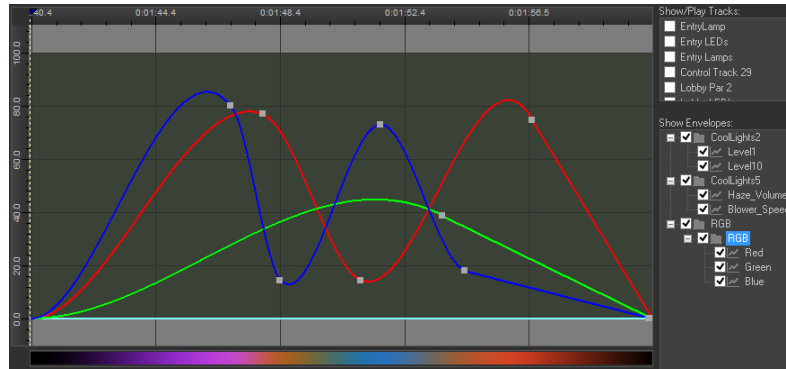 :40.4 0:01:44.4 0:01:48.4 0:01:52.4 0:01:56.5
100.0
80.0
60.0
40.0
20.0
0.0
Show/Play Tracks:
EntryLamp
Entry LEDs
Entry Lamps
Control Track 29
Lobby Par 2
Show Envelopes:
CoolLights2
Level1
Level10
CoolLights5
Haze_Volume
Blower_Speed
RGB
RGB
Red
Green
Blue